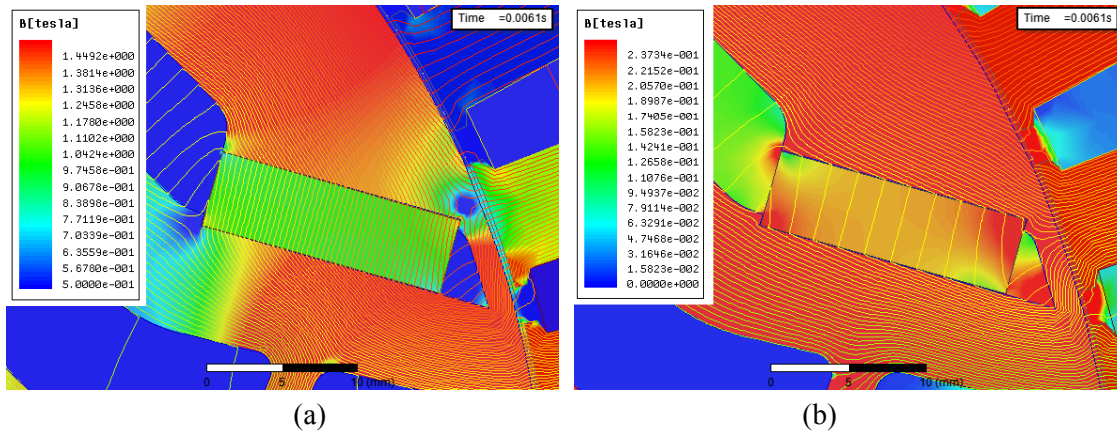 B[tesla]
1.4492e+000
1.3814e+000
1.3136e+000
1.2458e+000
1.1780e+000
1.1102e+000
1.0424e+000
9.7458e-001
9.0678e-001
8.3898e-001
7.7119e-001
7.0339e-001
6.3559e-001
5.6780e-001
5.0000e-001
Time =0.0061s
0 5 10 (mm)
(a)
B[tesla]
2.3734e-001
2.2152e-001
2.0570e-001
1.8987e-001
1.7405e-001
1.5823e-001
1.4241e-001
1.2658e-001
1.1076e-001
9.4937e-002
7.9114e-002
6.3291e-002
4.7468e-002
3.1646e-002
1.5823e-002
0.0000e+000
Time =0.0061s
0 5 10 (mm)
(b)